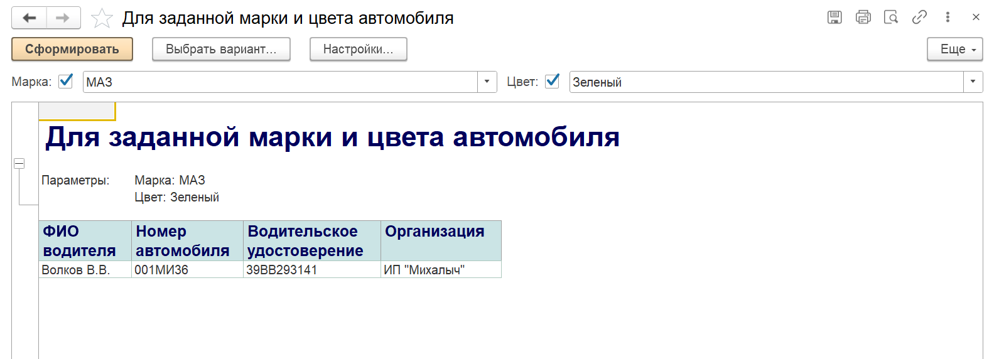 Для заданной марки и цвета автомобиля
Сформировать Выбрать вариант... Настройки... Еще
Марка: МАЗ Цвет: Зеленый
Для заданной марки и цвета автомобиля
Параметры: Марка: МАЗ
Цвет: Зеленый
ФИО водителя Номер автомобиля Водительское удостоверение Организация
Волков В.В. 001МИ36 39ВВ293141 ИП "Михалыч"